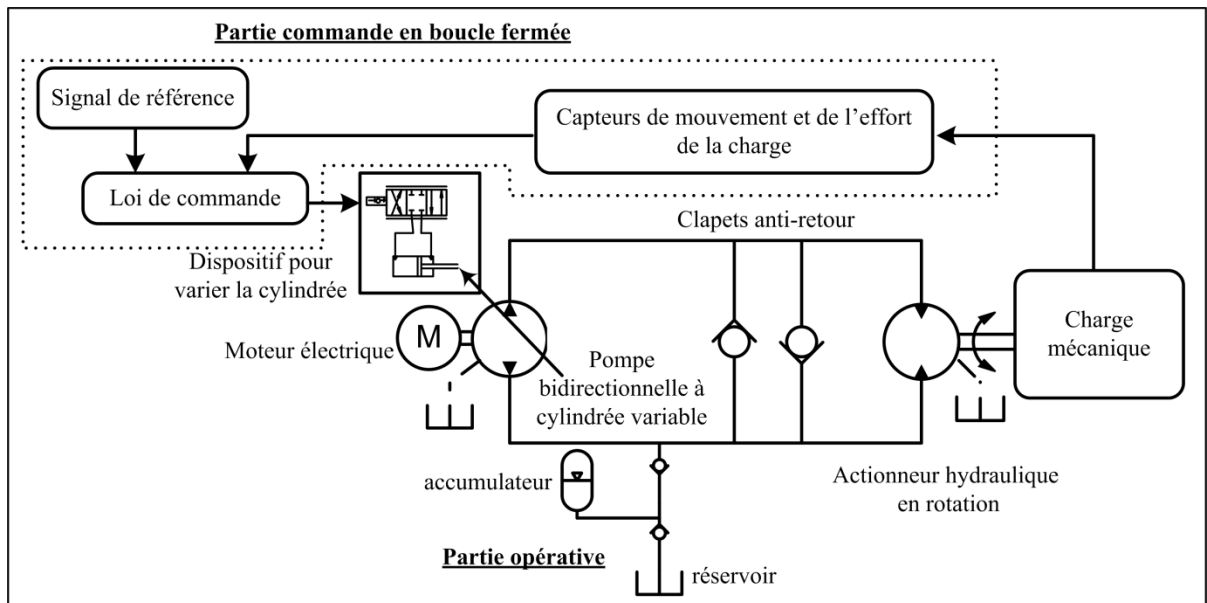 Partie commande en boucle fermée
Signal de référence
Capteurs de mouvement et de l’effort
de la charge
Loi de commande
Clapets anti-retour
Dispositif pour
varier la cylindrée
Moteur électrique
M
Pompe
bidirectionnelle à
cylindrée variable
Charge
mécanique
accumulateur
Actionneur hydraulique
en rotation
Partie opérative
réservoir